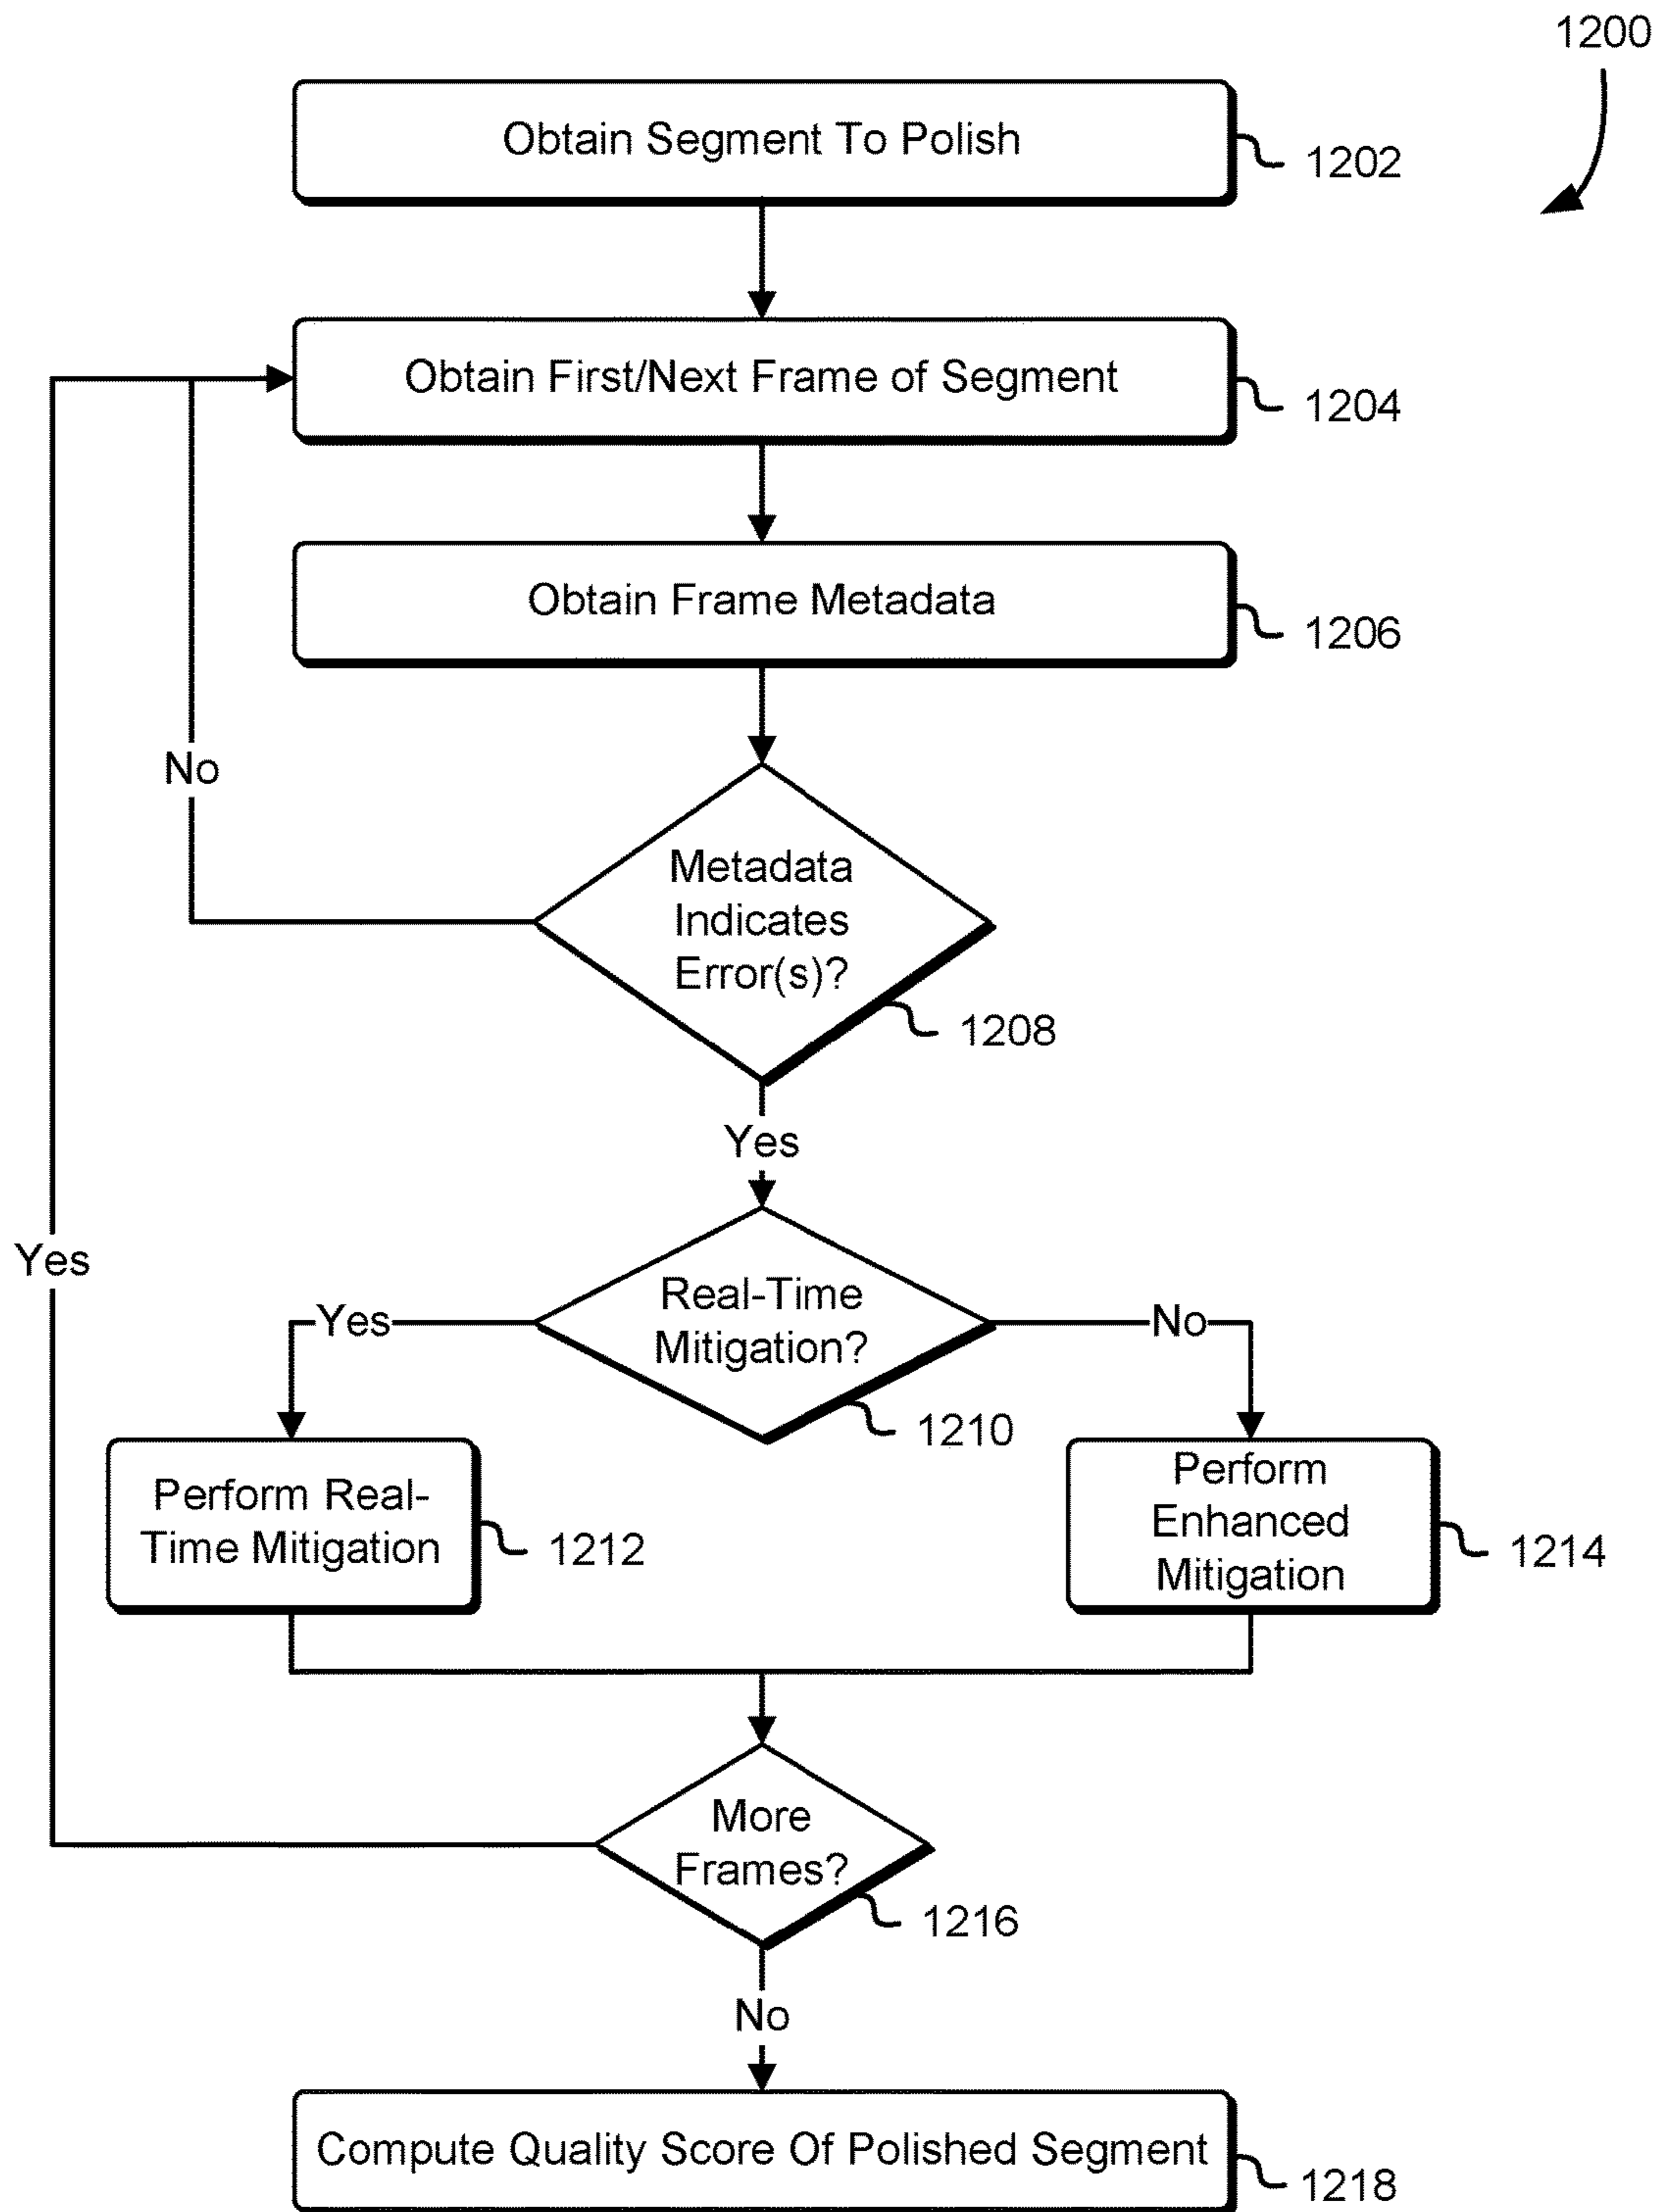 1200
Obtain Segment To Polish
1202
Obtain First/Next Frame of Segment
1204
Obtain Frame Metadata
1206
No
Metadata
Indicates
Error(s)?
1208
Yes
Yes
Real-Time
Mitigation?
Yes
No
1210
Perform Real-
Time Mitigation
1212
Perform
Enhanced
Mitigation
1214
More
Frames?
1216
No
Compute Quality Score Of Polished Segment
1218